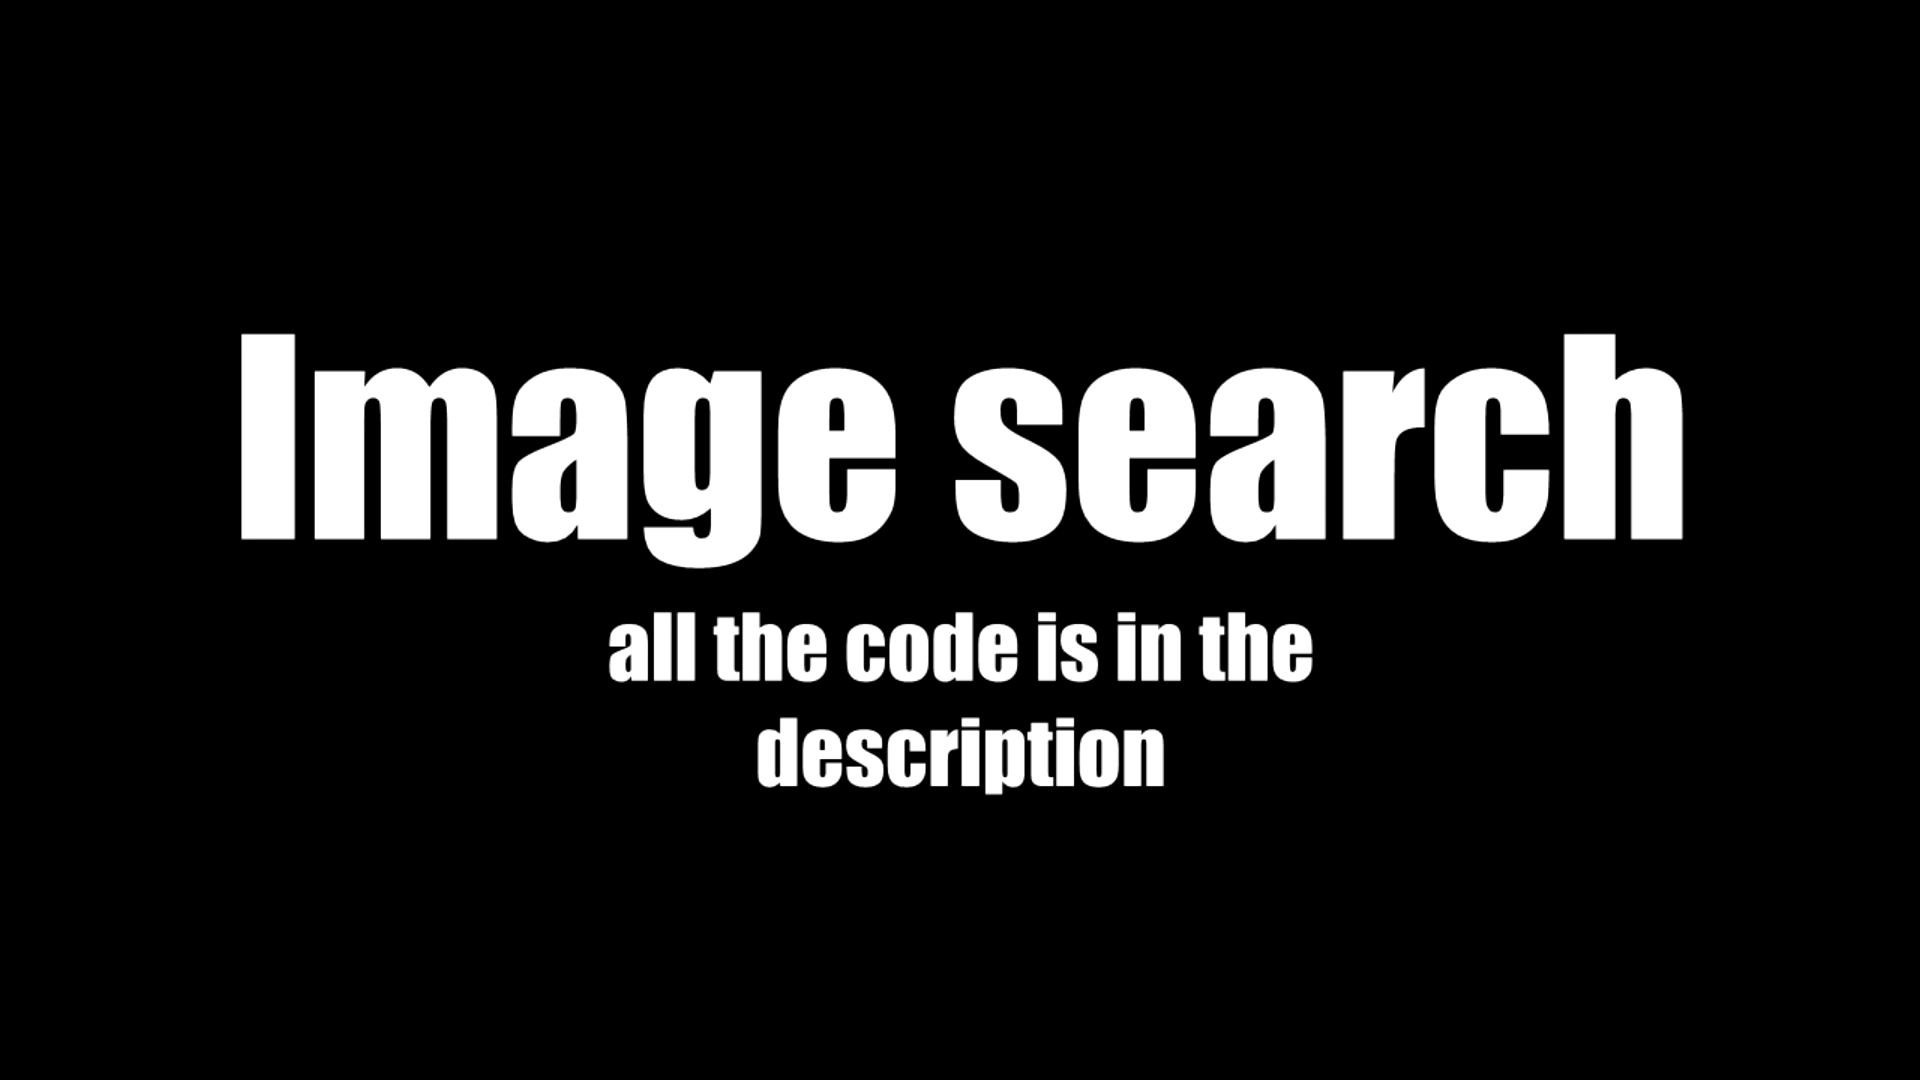 Image search
all the code is in the
description